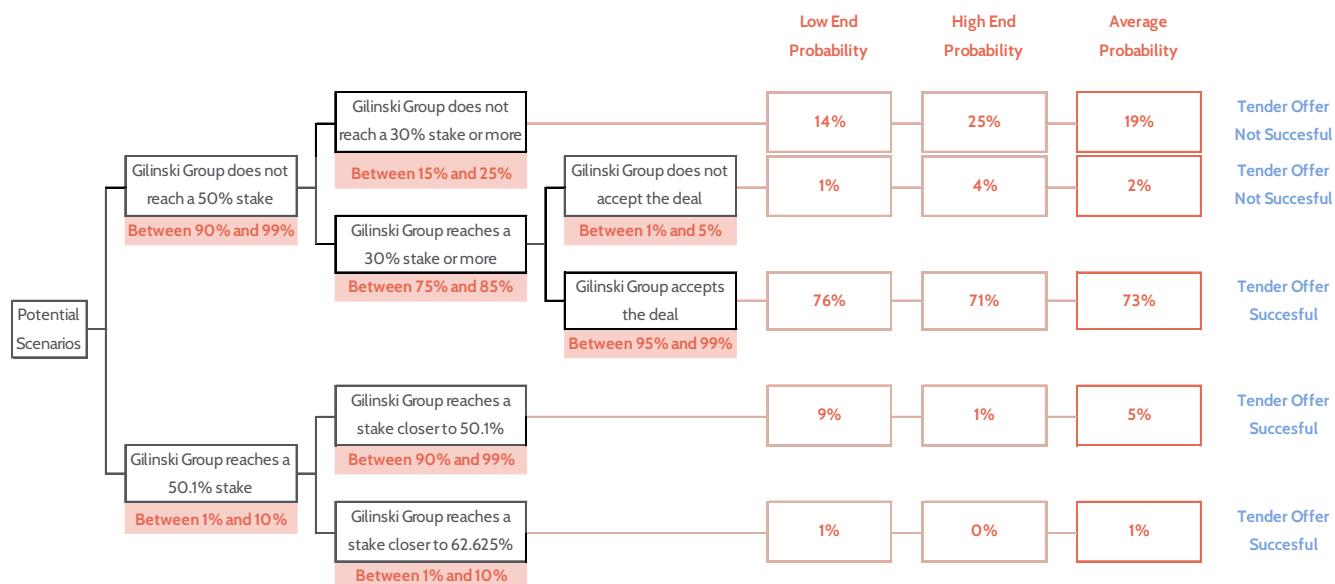 Low End
Probability
High End
Probability
Average
Probability
Gilinski Group does not
reach a 30% stake or more
Between 15% and 25%
14%
25%
19%
Tender Offer
Not Succesful
Gilinski Group does not
reach a 50% stake
Between 90% and 99%
Gilinski Group does not
accept the deal
Between 1% and 5%
1%
4%
2%
Tender Offer
Not Succesful
Gilinski Group reaches a
30% stake or more
Between 75% and 85%
Gilinski Group accepts
the deal
Between 95% and 99%
76%
71%
73%
Tender Offer
Succesful
Potential
Scenarios
Gilinski Group reaches a
stake closer to 50.1%
Between 90% and 99%
9%
1%
5%
Tender Offer
Succesful
Gilinski Group reaches a
50.1% stake
Between 1% and 10%
Gilinski Group reaches a
stake closer to 62.625%
Between 1% and 10%
1%
0%
1%
Tender Offer
Succesful